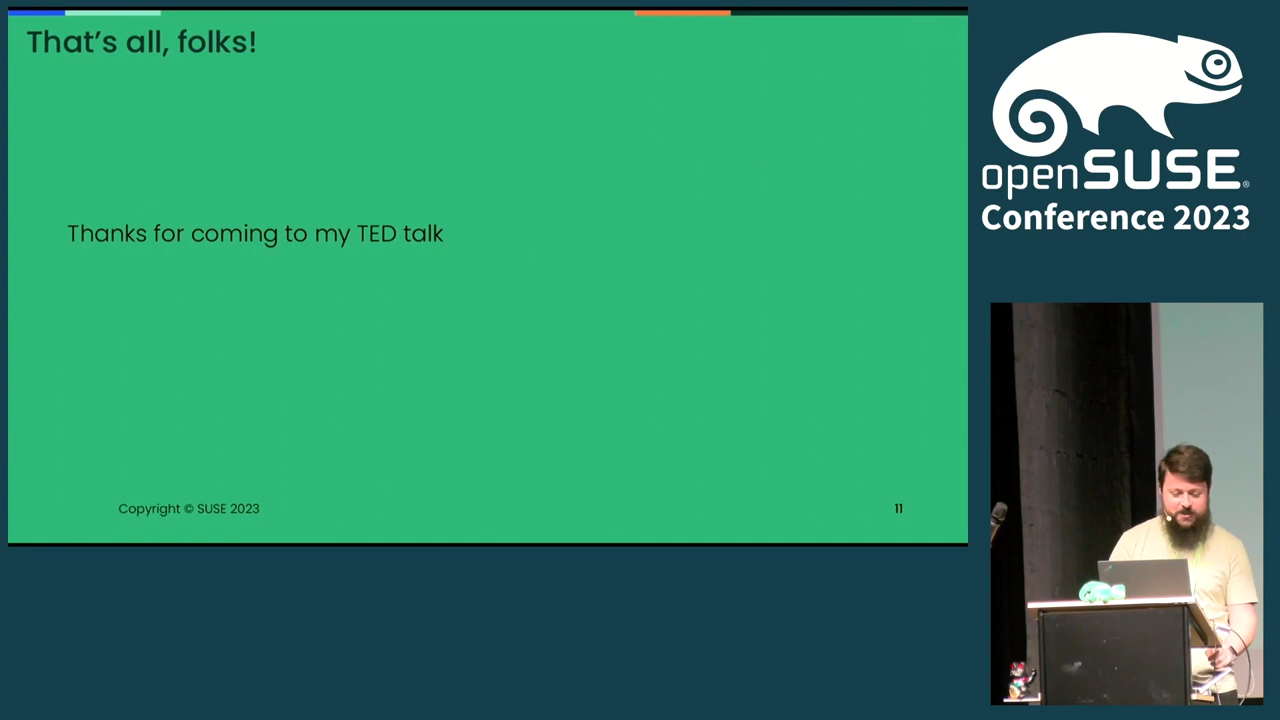 That's all, folks!
Thanks for coming to my TED talk
Copyright © SUSE 2023
11
openSUSE®
Conference 2023